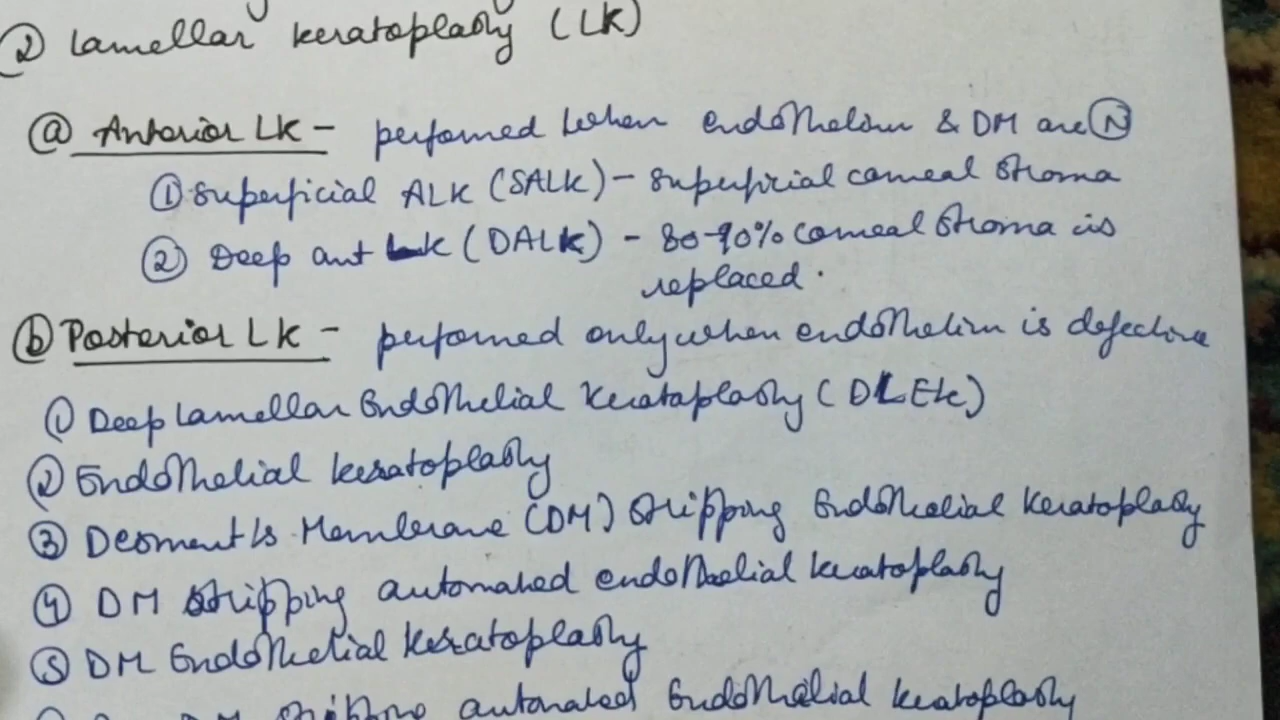 ② Lamellar keratoplasty (LK)
ⓐ Anterior LK - performed when endothelium & DM are Ⓝ
① Superficial ALK (SALK) - superficial corneal stroma
② Deep ant LK (DALK) - 80-90% corneal stroma is
replaced.
ⓑ Posterior LK - performed only when endothelium is defective
① Deep Lamellar Endothelial Keratoplasty (DLEK)
② Endothelial keratoplasty
③ Descment's Membrane (DM) stripping Endothelial Keratoplasty
④ DM stripping automated endothelial keratoplasty
⑤ DM Endothelial Keratoplasty
DM stripping automated Endothelial keratoplasty